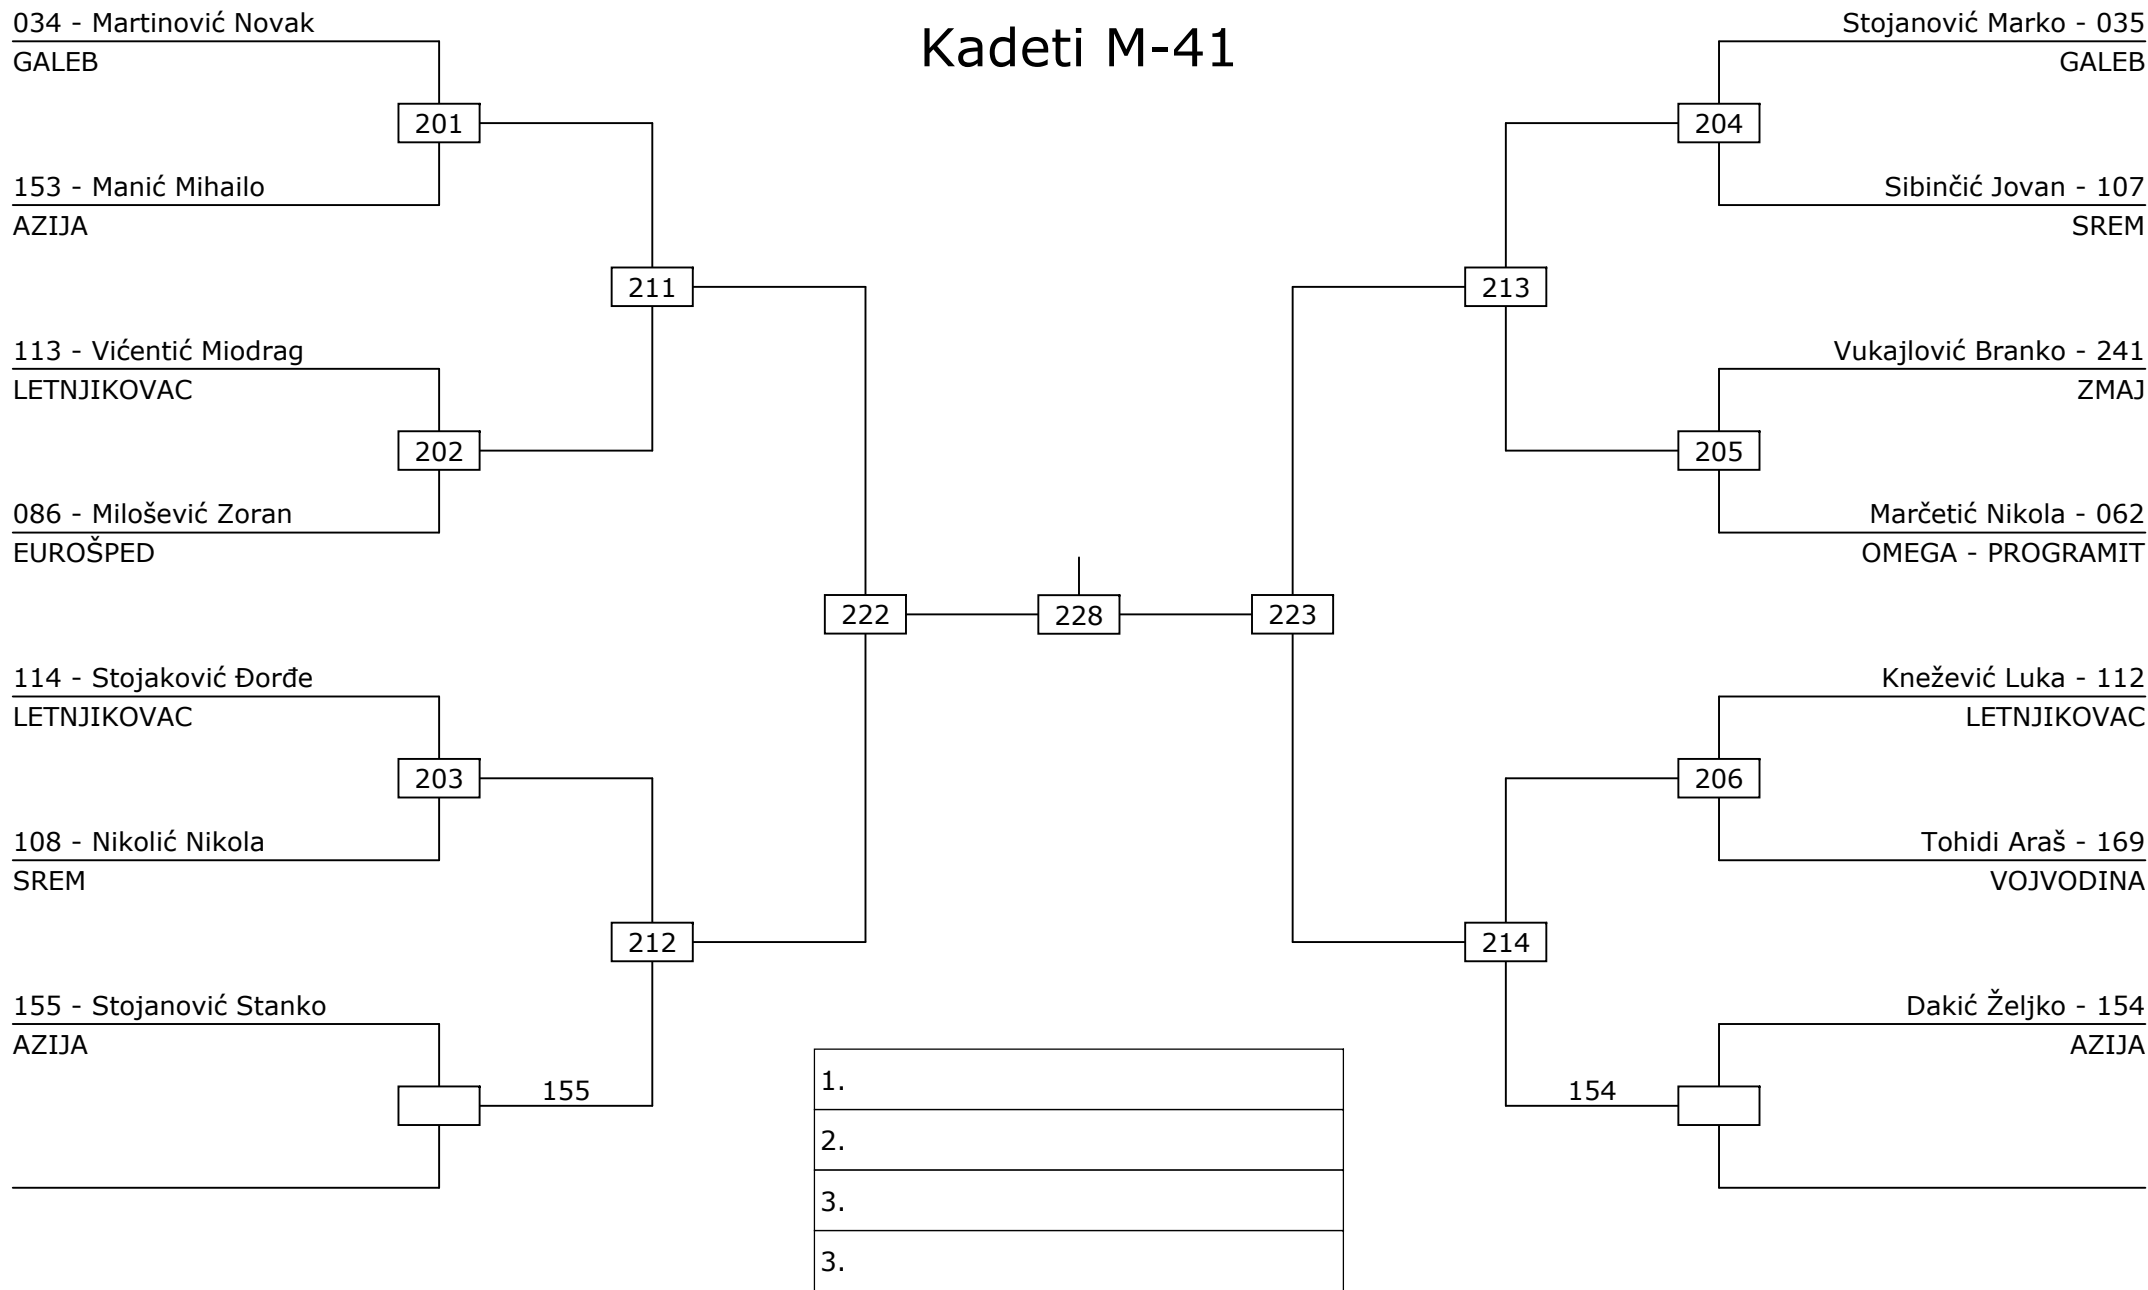 Kadeti M-41
034 - Martinović Novak
GALEB
201
153 - Manić Mihailo
AZIJA
211
113 - Vićentić Miodrag
LETNJIKOVAC
202
086 - Milošević Zoran
EUROŠPED
222
114 - Stojaković Đorđe
LETNJIKOVAC
203
108 - Nikolić Nikola
SREM
212
155 - Stojanović Stanko
AZIJA
155
228
Stojanović Marko - 035
GALEB
204
Sibinčić Jovan - 107
SREM
213
Vukajlović Branko - 241
ZMAJ
205
Marčetić Nikola - 062
OMEGA - PROGRAMIT
223
Knežević Luka - 112
LETNJIKOVAC
206
Tohidi Araš - 169
VOJVODINA
214
Dakić Željko - 154
AZIJA
154
1.
2.
3.
3.